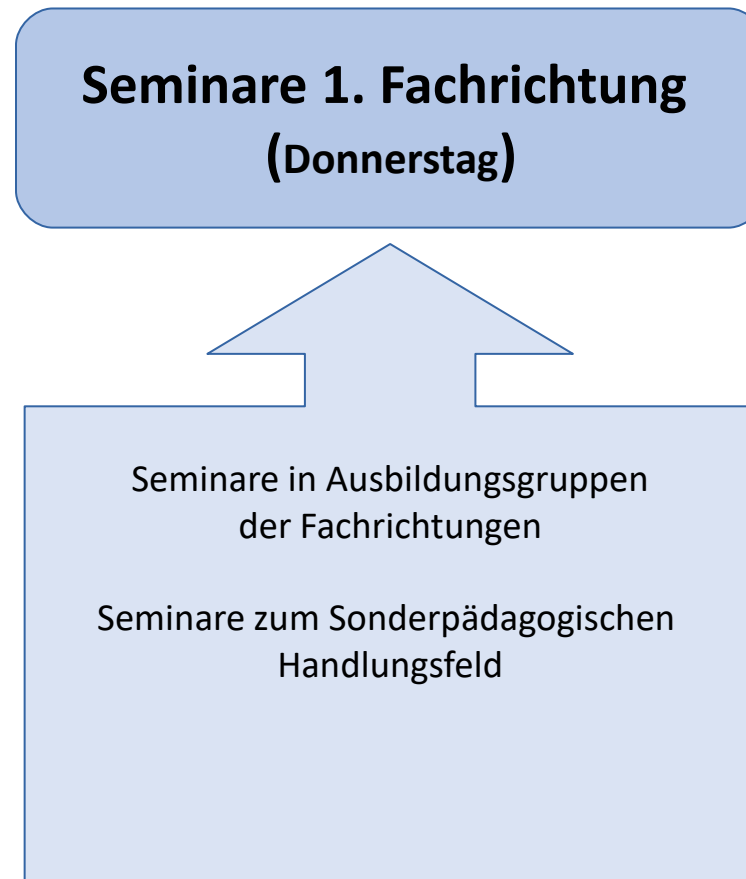 Seminare 1. Fachrichtung
(Donnerstag)
Seminare in Ausbildungsgruppen
der Fachrichtungen
Seminare zum Sonderpädagogischen
Handlungsfeld